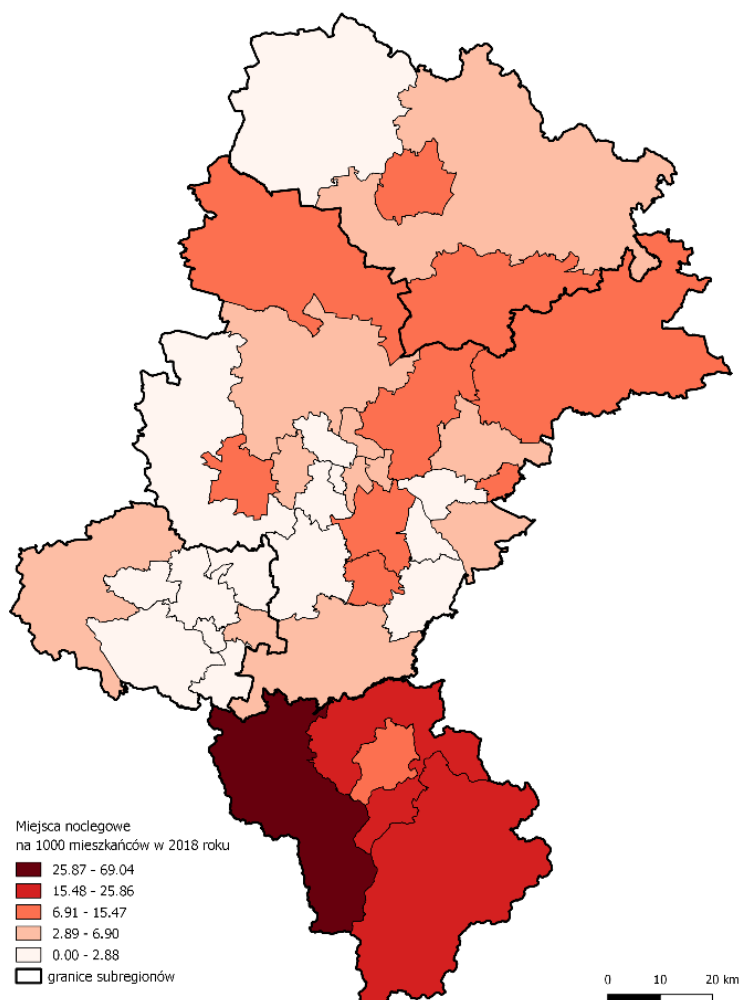 Miejsca noclegowe
na 1000 mieszkańców w 2018 roku
25.87 - 69.04
15.48 - 25.86
6.91 - 15.47
2.89 - 6.90
0.00 - 2.88
granice subregionów
0 10 20 km